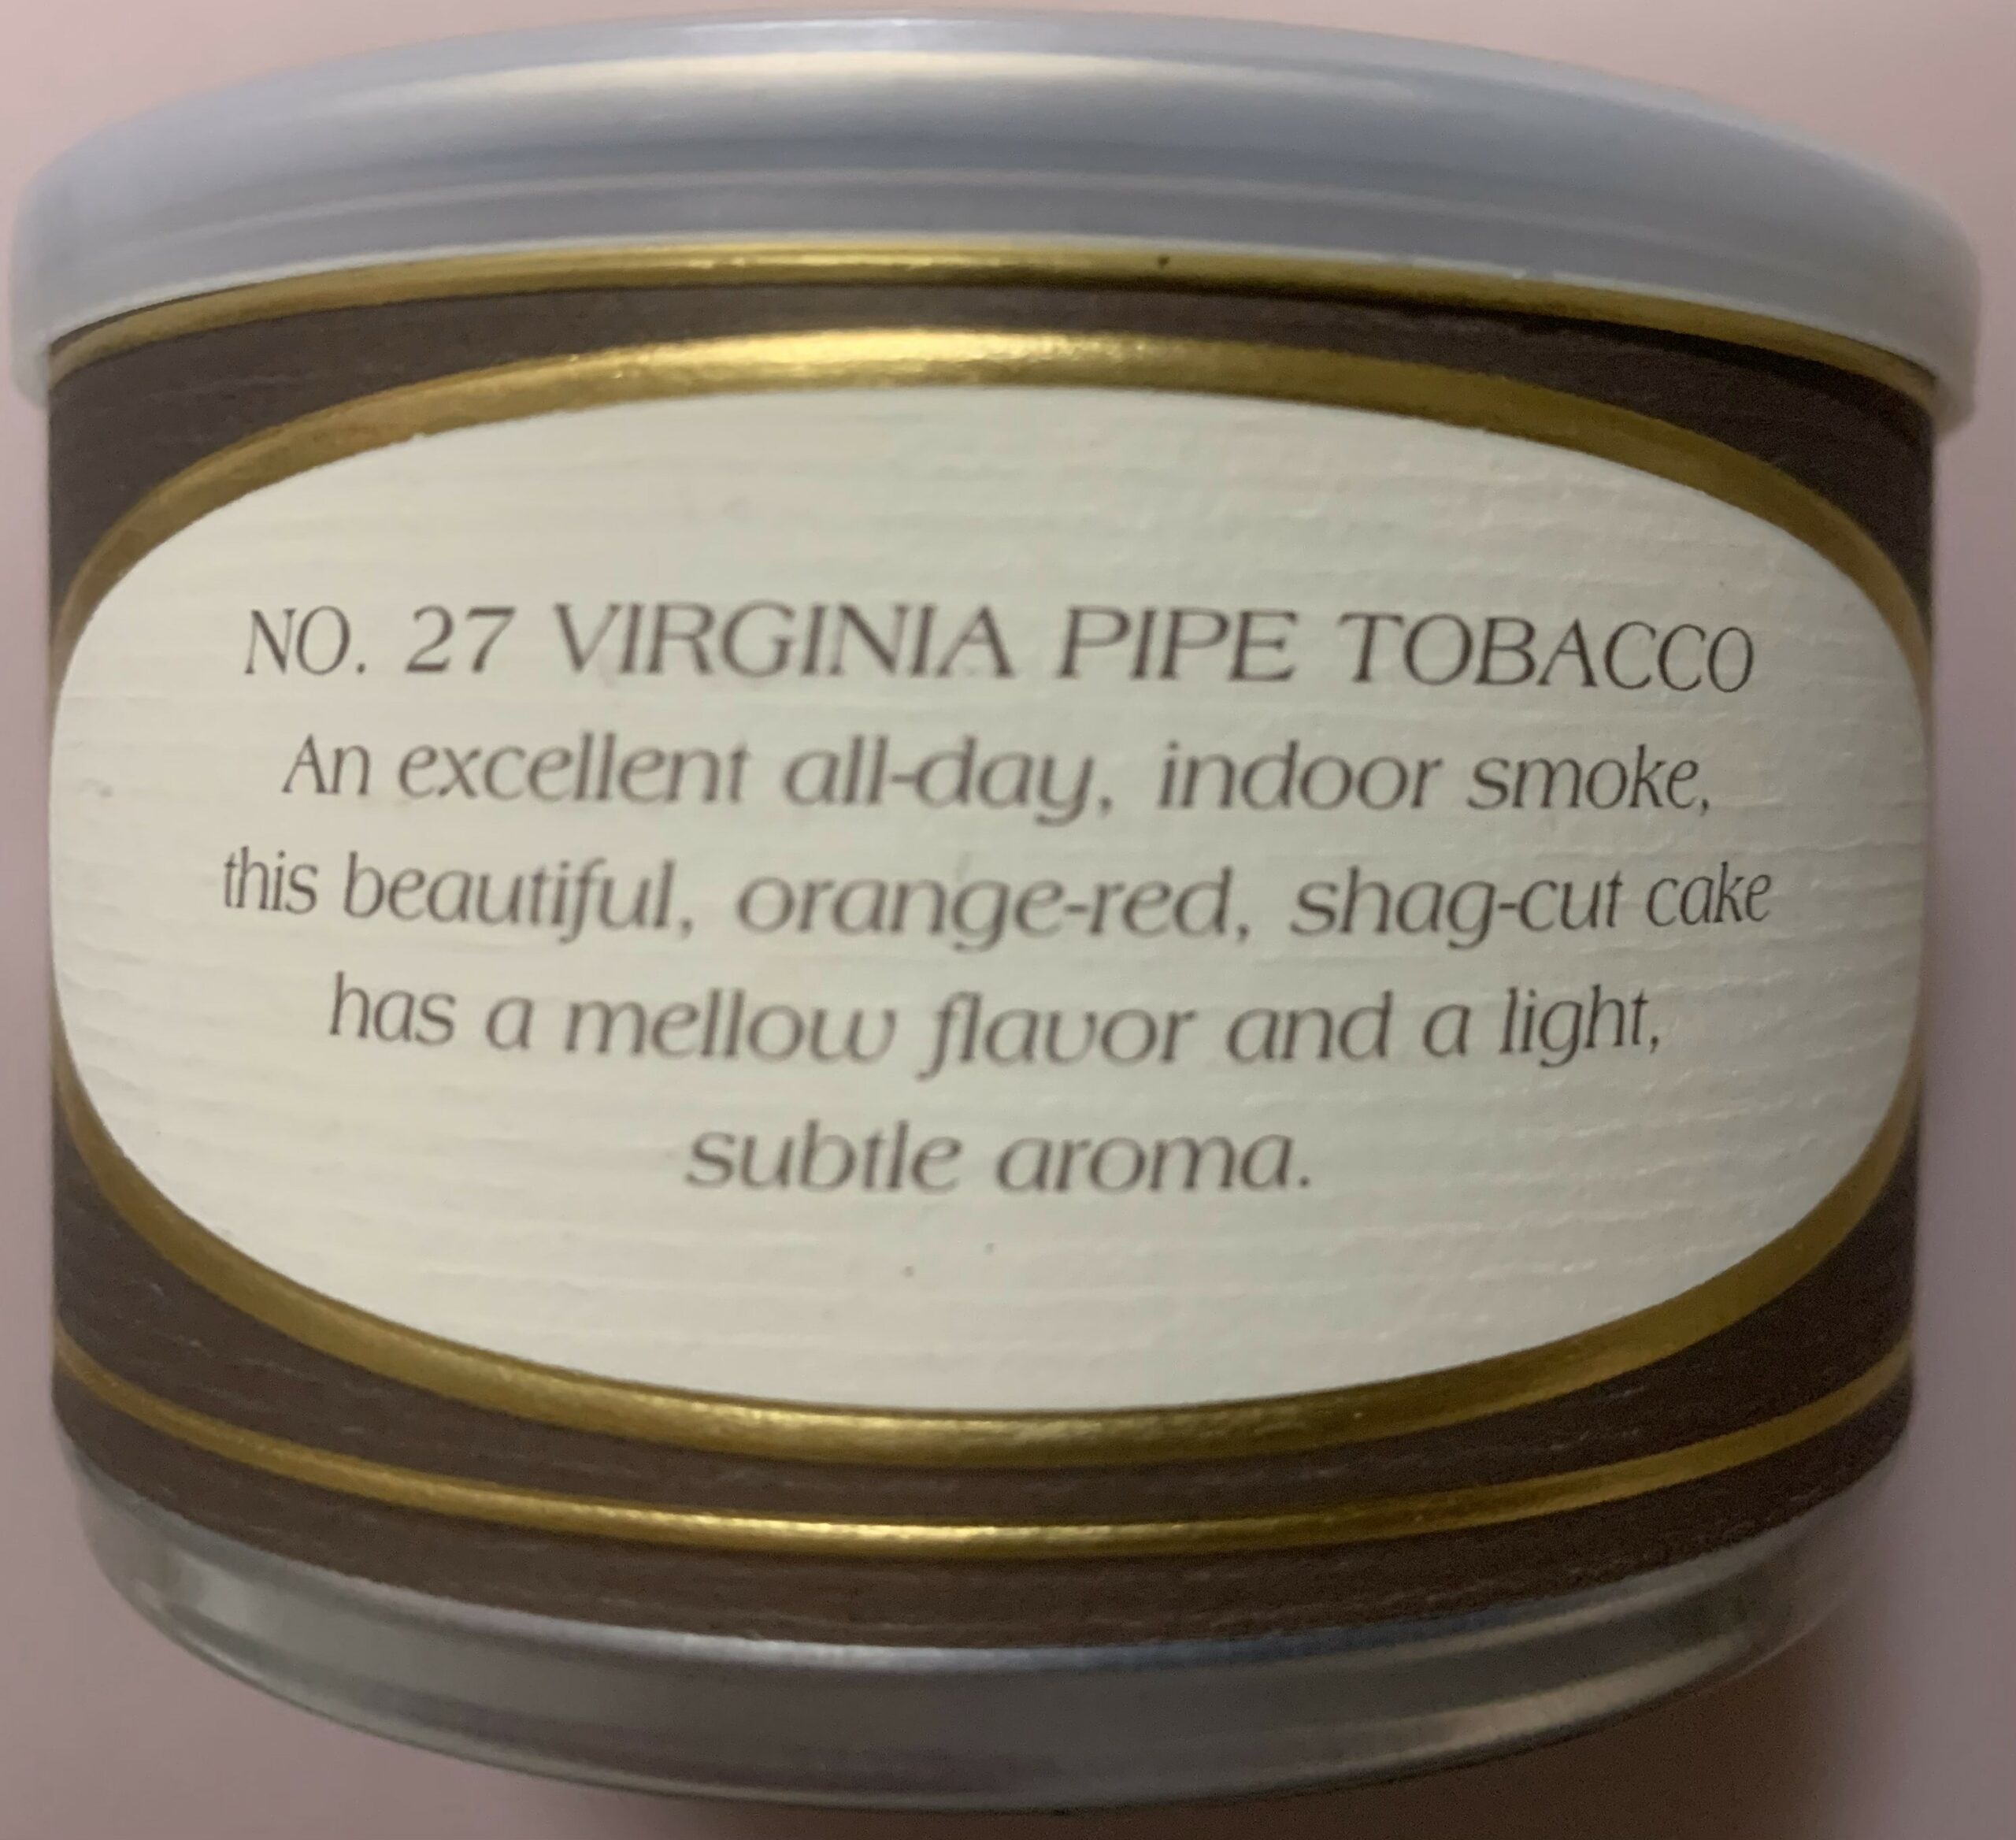 NO. 27 VIRGINIA PIPE TOBACCO
An excellent all-day, indoor smoke,
this beautiful, orange-red, shag-cut cake
has a mellow flavor and a light,
subtle aroma.